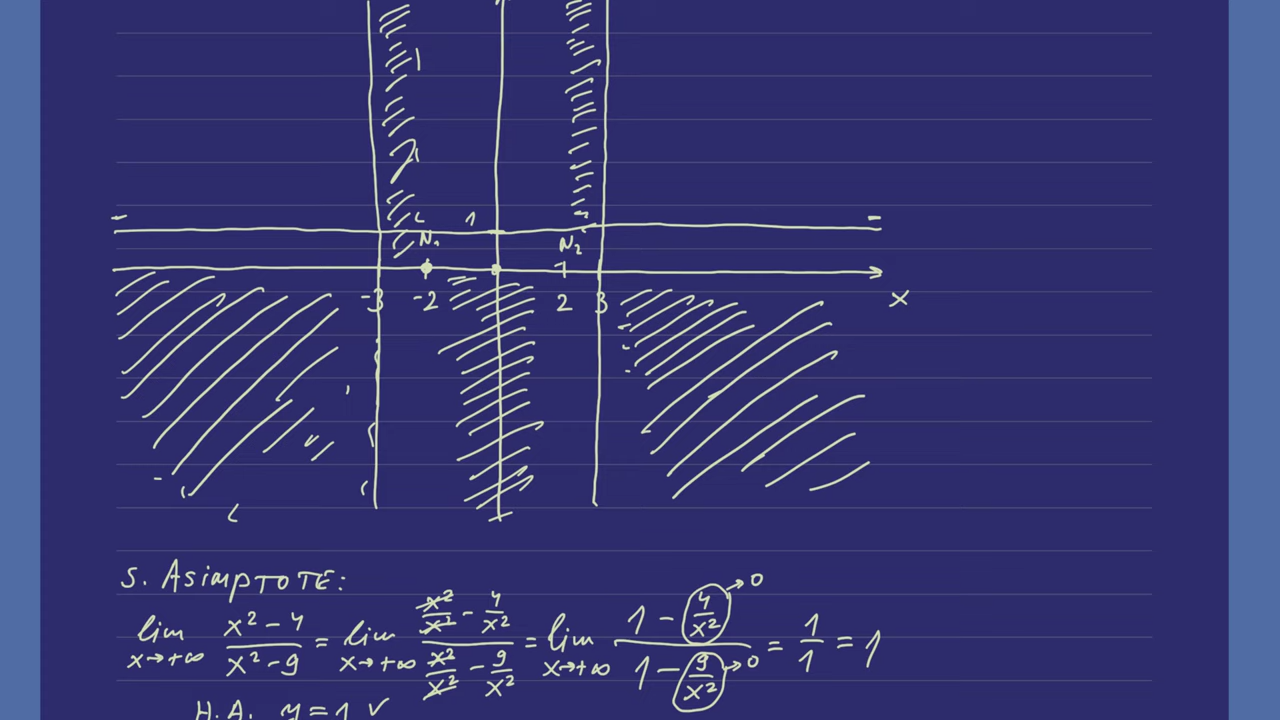 1
N₁ N₂
-3 -2 2 3 x
5. ASIMPTOTE:
lim x→+∞ (x² - 4)/(x² - 9) = lim x→+∞ (x²/x² - 4/x²)/(x²/x² - 9/x²) = lim x→+∞ (1 - 4/x² →0)/(1 - 9/x² →0) = 1/1 = 1
H.A. y = 1 ✓